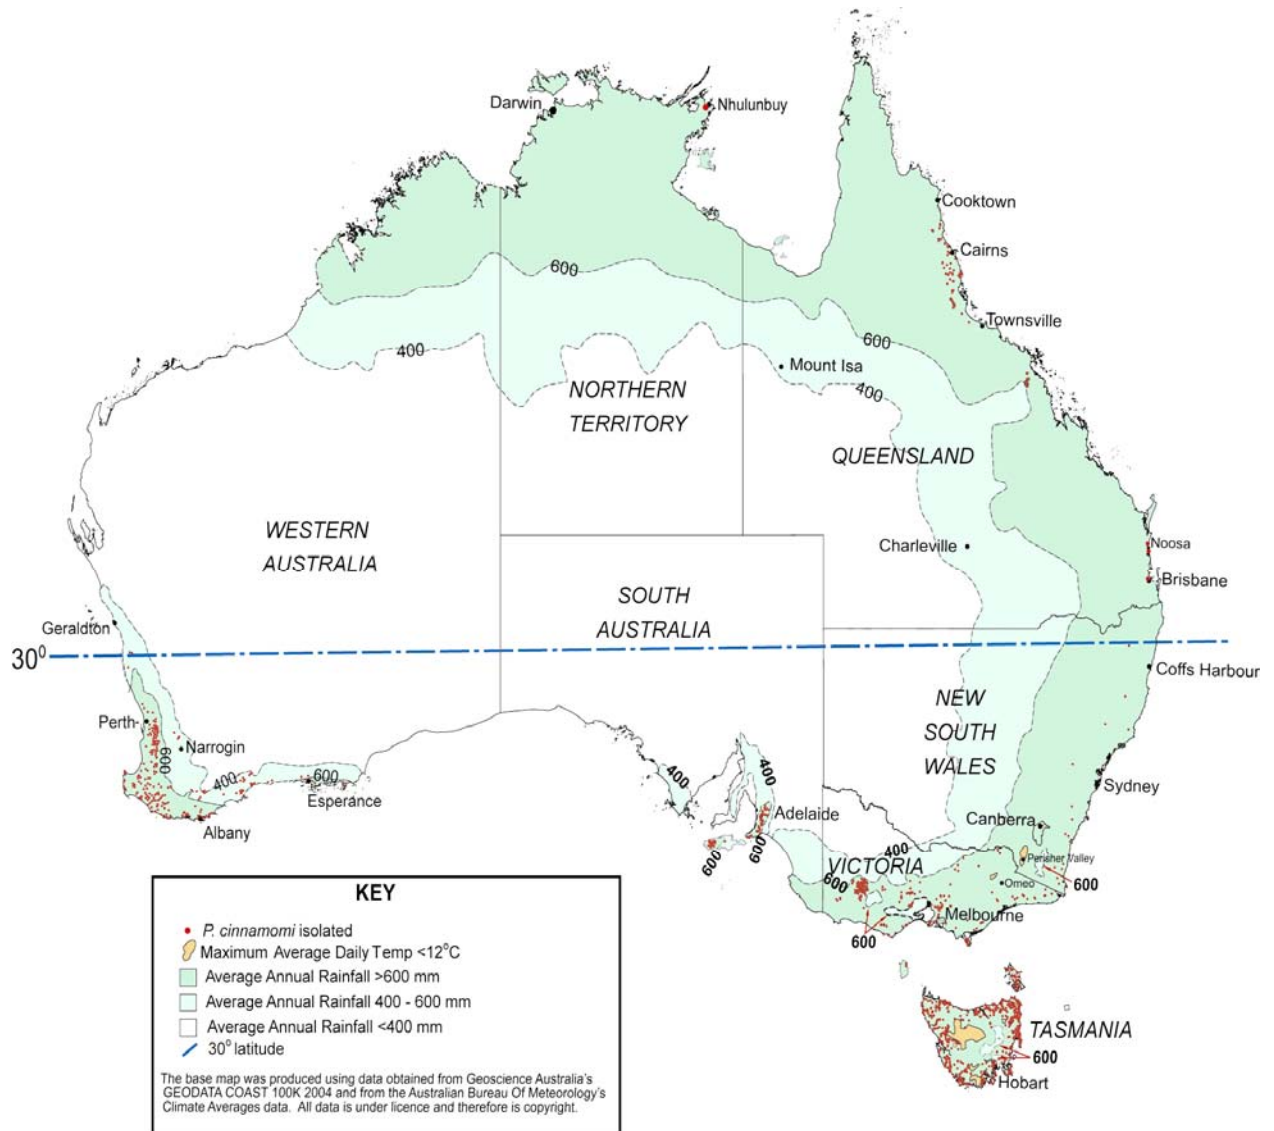 Darwin
Nhulunbuy
Cooktown
Cairns
600
Townsville
600
400
Mount Isa
400
NORTHERN
TERRITORY
QUEENSLAND
WESTERN
AUSTRALIA
Charleville
Noosa
Brisbane
SOUTH
AUSTRALIA
Geraldton
30⁰
Coffs Harbour
NEW
SOUTH
WALES
Perth
Narrogin
600
400
600
Esperance
Albany
400
400
Adelaide
600
600
Sydney
Canberra
400
VICTORIA
600
Perisher Valley
Omeo
600
Melbourne
600
TASMANIA
600
Hobart
KEY
P. cinnamomi isolated
Maximum Average Daily Temp <12°C
Average Annual Rainfall >600 mm
Average Annual Rainfall 400 - 600 mm
Average Annual Rainfall <400 mm
30° latitude
The base map was produced using data obtained from Geoscience Australia's
GEODATA COAST 100K 2004 and from the Australian Bureau Of Meteorology's
Climate Averages data. All data is under licence and therefore is copyright.